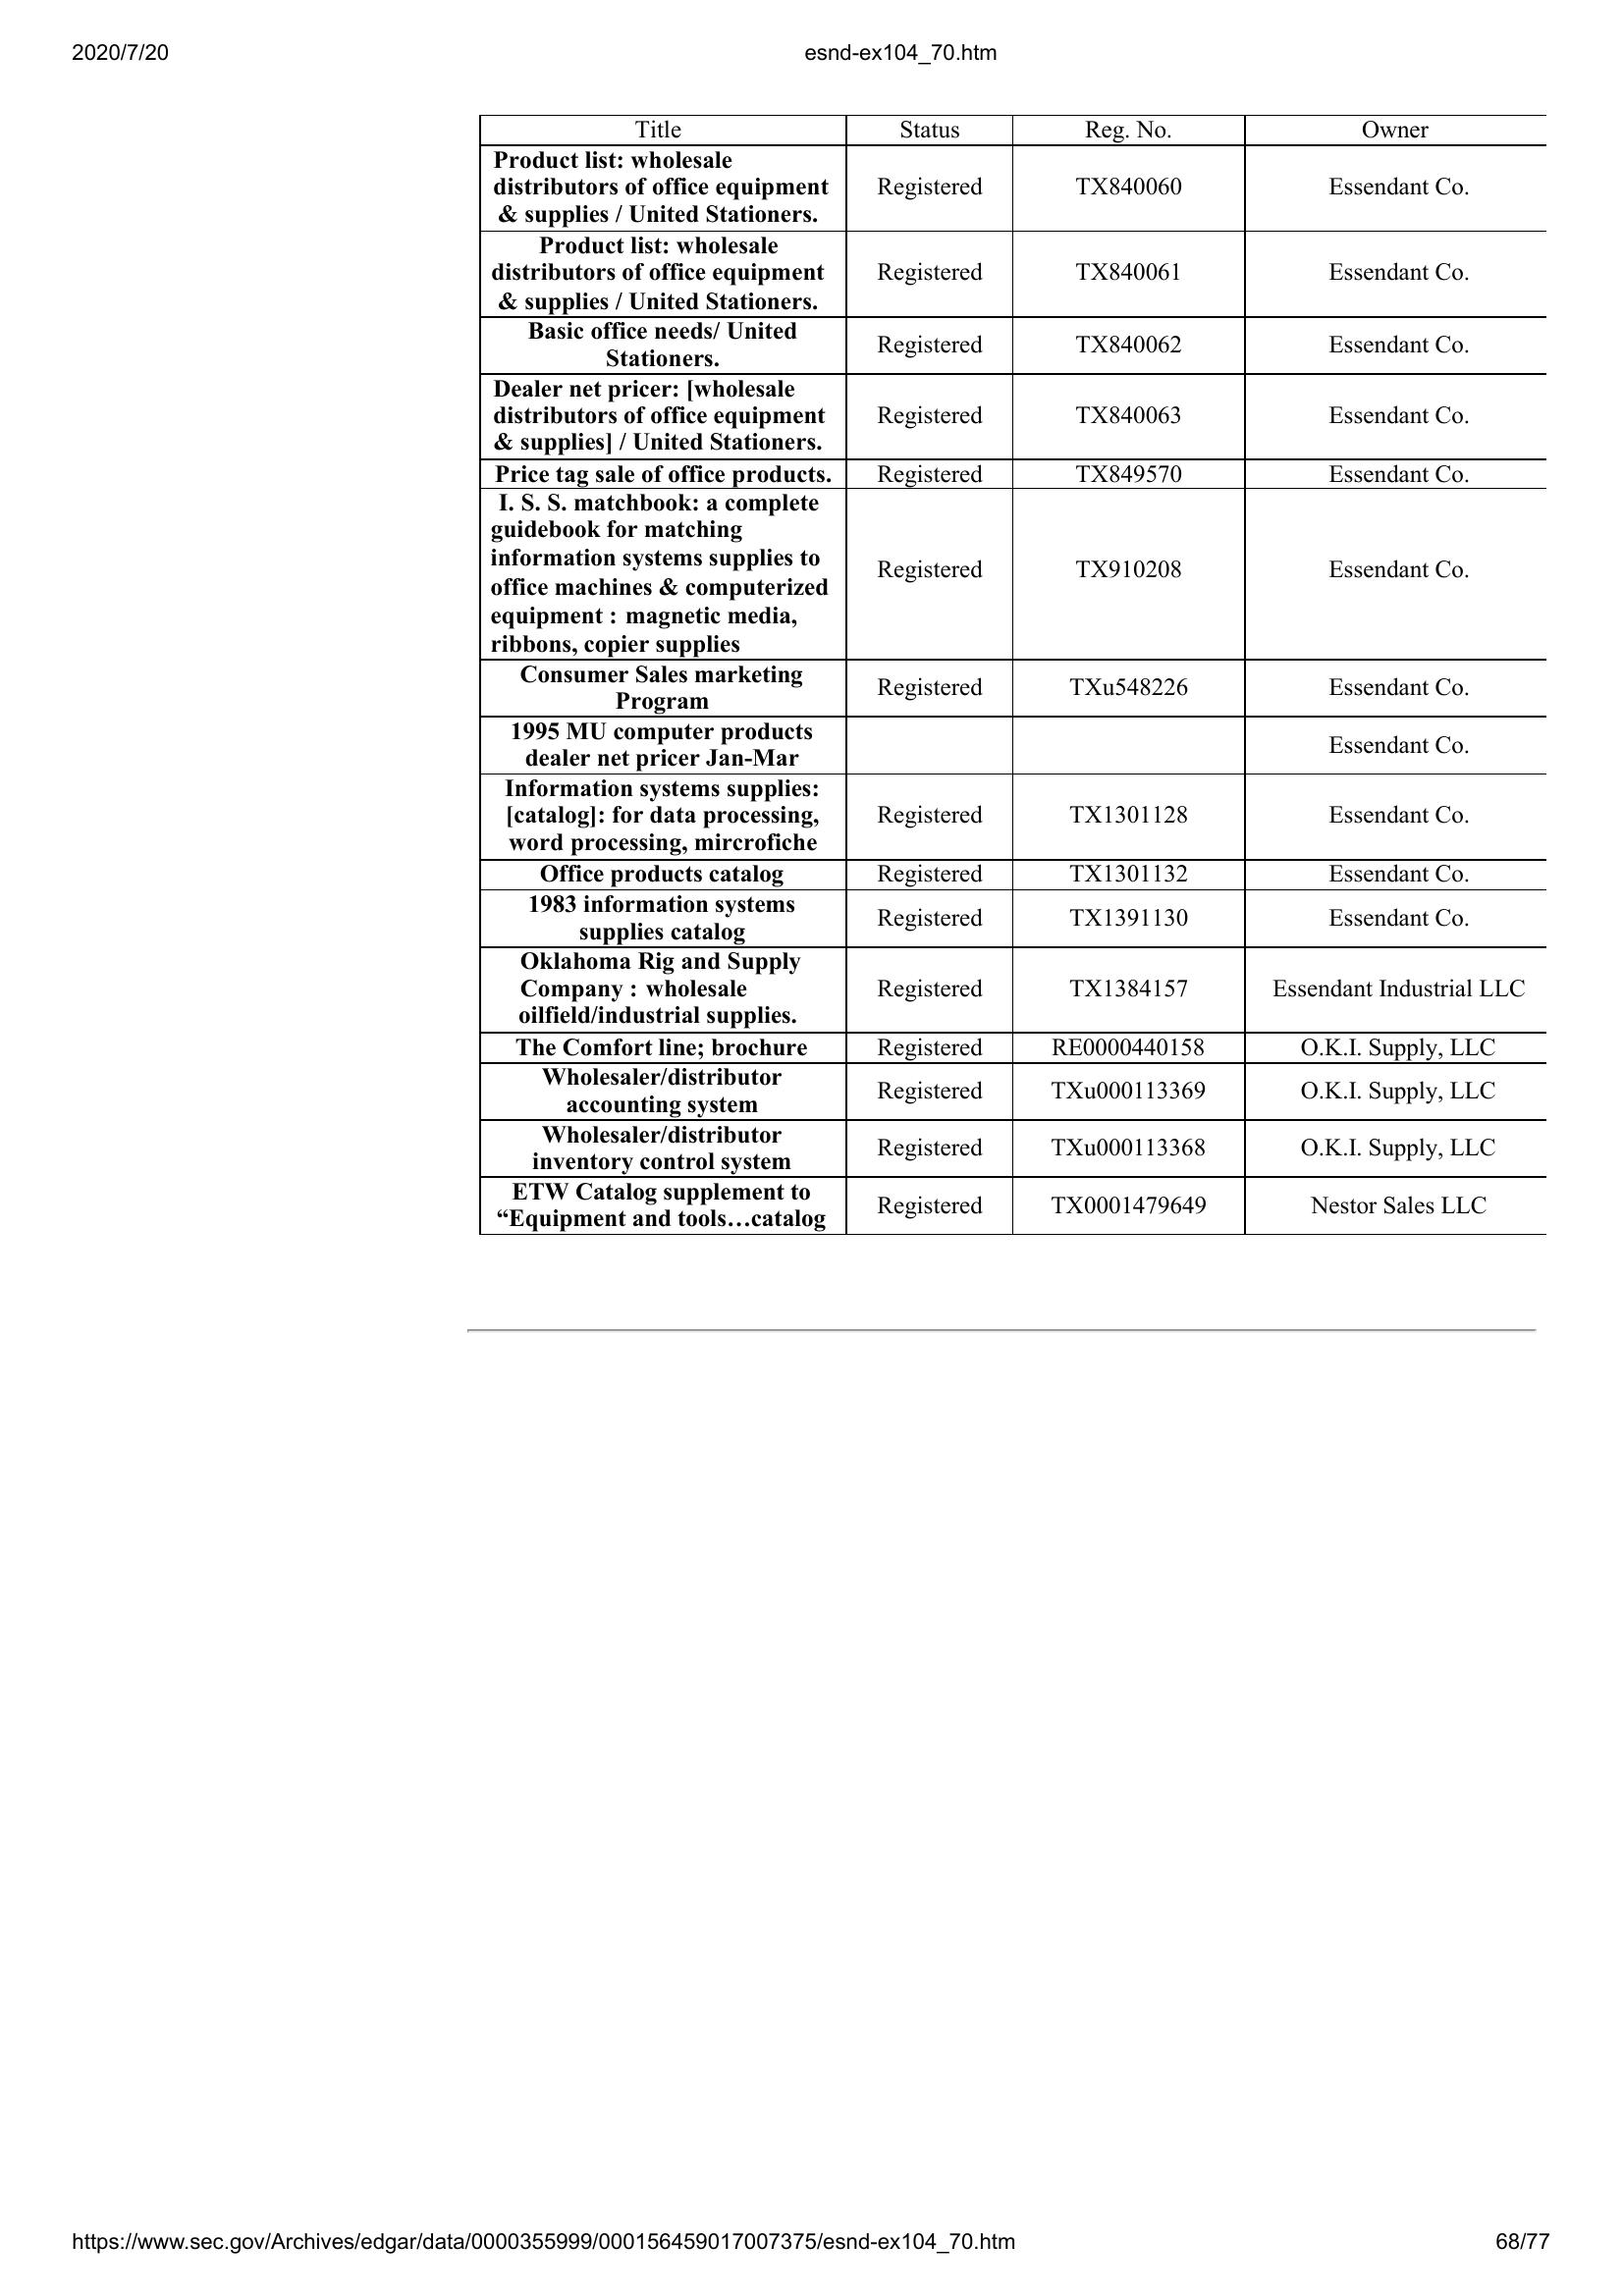 2020/7/20 esnd-ex104_70.htm
Title Status Reg. No. Owner
Product list: wholesale
distributors of office equipment Registered TX840060 Essendant Co.
& supplies / United Stationers.
Product list: wholesale
distributors of office equipment Registered TX840061 Essendant Co.
& supplies / United Stationers.
Basic office needs/ United
Stationers. Registered TX840062 Essendant Co.
Dealer net pricer: [wholesale
distributors of office equipment Registered TX840063 Essendant Co.
& supplies] / United Stationers.
Price tag sale of office products. Registered TX849570 Essendant Co.
I. S. S. matchbook: a complete
guidebook for matching
information systems supplies to
office machines & computerized Registered TX910208 Essendant Co.
equipment : magnetic media,
ribbons, copier supplies
Consumer Sales marketing
Program Registered TXu548226 Essendant Co.
1995 MU computer products
dealer net pricer Jan-Mar Essendant Co.
Information systems supplies:
[catalog]: for data processing, Registered TX1301128 Essendant Co.
word processing, mircrofiche
Office products catalog Registered TX1301132 Essendant Co.
1983 information systems
supplies catalog Registered TX1391130 Essendant Co.
Oklahoma Rig and Supply
Company : wholesale Registered TX1384157 Essendant Industrial LLC
oilfield/industrial supplies.
The Comfort line; brochure Registered RE0000440158 O.K.I. Supply, LLC
Wholesaler/distributor
accounting system Registered TXu000113369 O.K.I. Supply, LLC
Wholesaler/distributor
inventory control system Registered TXu000113368 O.K.I. Supply, LLC
ETW Catalog supplement to
“Equipment and tools…catalog Registered TX0001479649 Nestor Sales LLC
https://www.sec.gov/Archives/edgar/data/0000355999/000156459017007375/esnd-ex104_70.htm 68/77